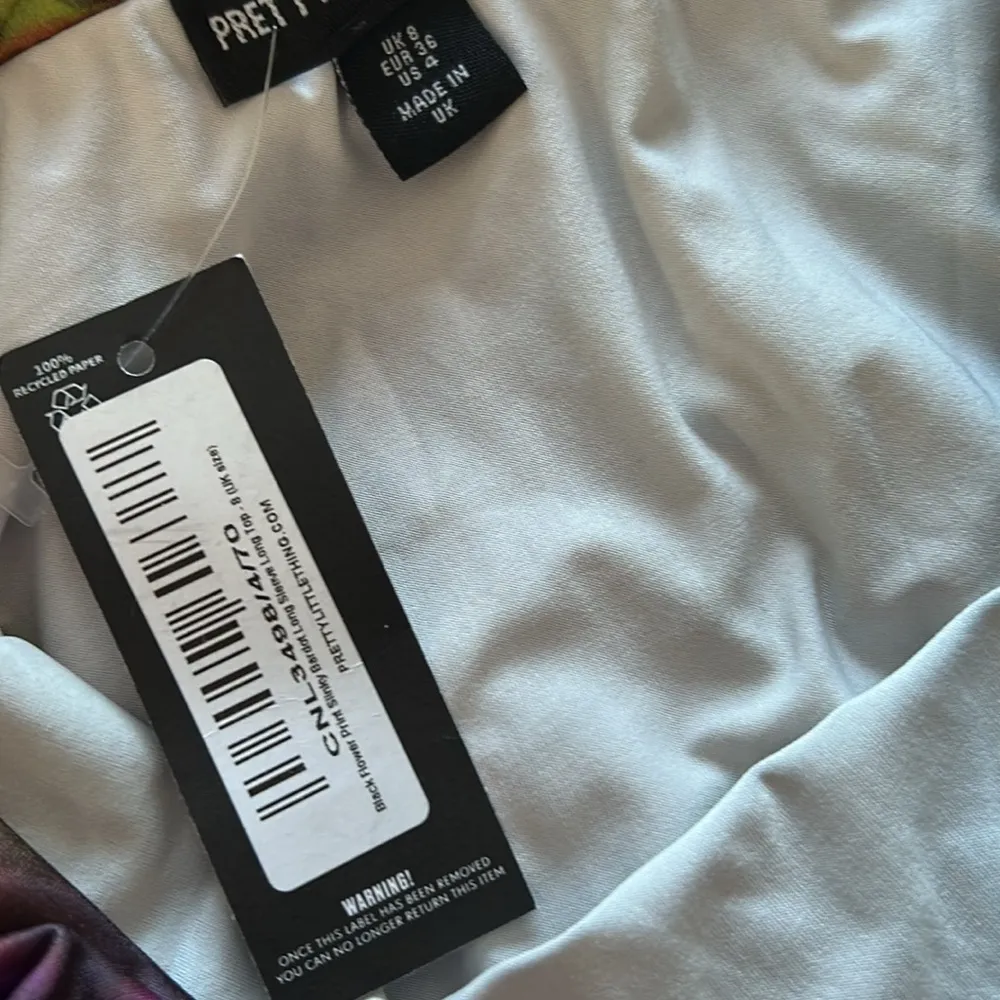 PRETTY
UK 8
EUR 36
US 4
MADE IN
UK
100%
RECYCLED PAPER
Black Flower Print Slinky Bardot Long Sleeve Long Top - 8 (UK size)
CNL3498/4/70
PRETTYLITTLETHING.COM
WARNING!
ONCE THIS LABEL HAS BEEN REMOVED
YOU CAN NO LONGER RETURN THIS ITEM